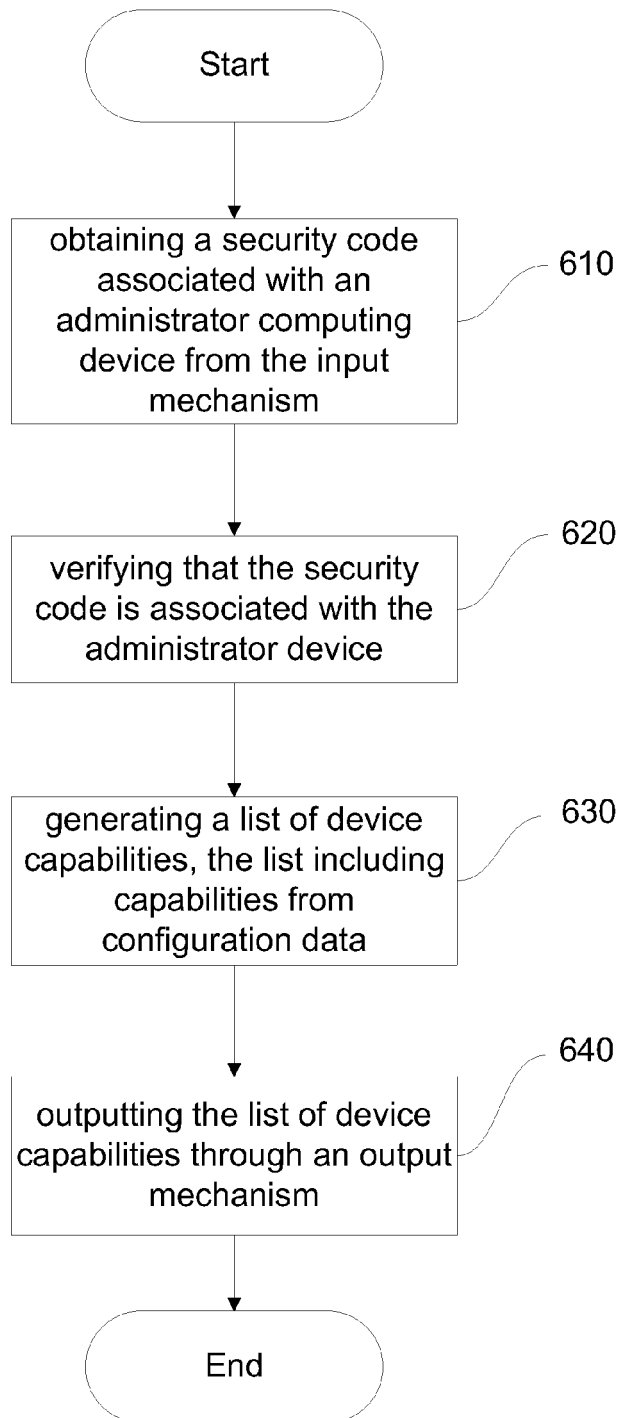 Start
obtaining a security code
associated with an
administrator computing
device from the input
mechanism
610
verifying that the security
code is associated with the
administrator device
620
generating a list of device
capabilities, the list including
capabilities from
configuration data
630
outputting the list of device
capabilities through an output
mechanism
640
End